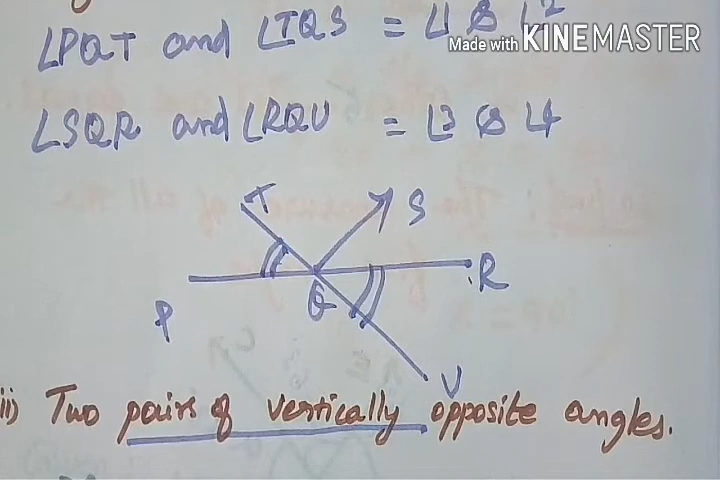 ∠PQT and ∠TQS = ∠1 & ∠2
Made with KINEMASTER
∠SQR and ∠RQU = ∠3 & ∠4
T
S
P
Q
R
U
ii) Two pairs of vertically opposite angles.